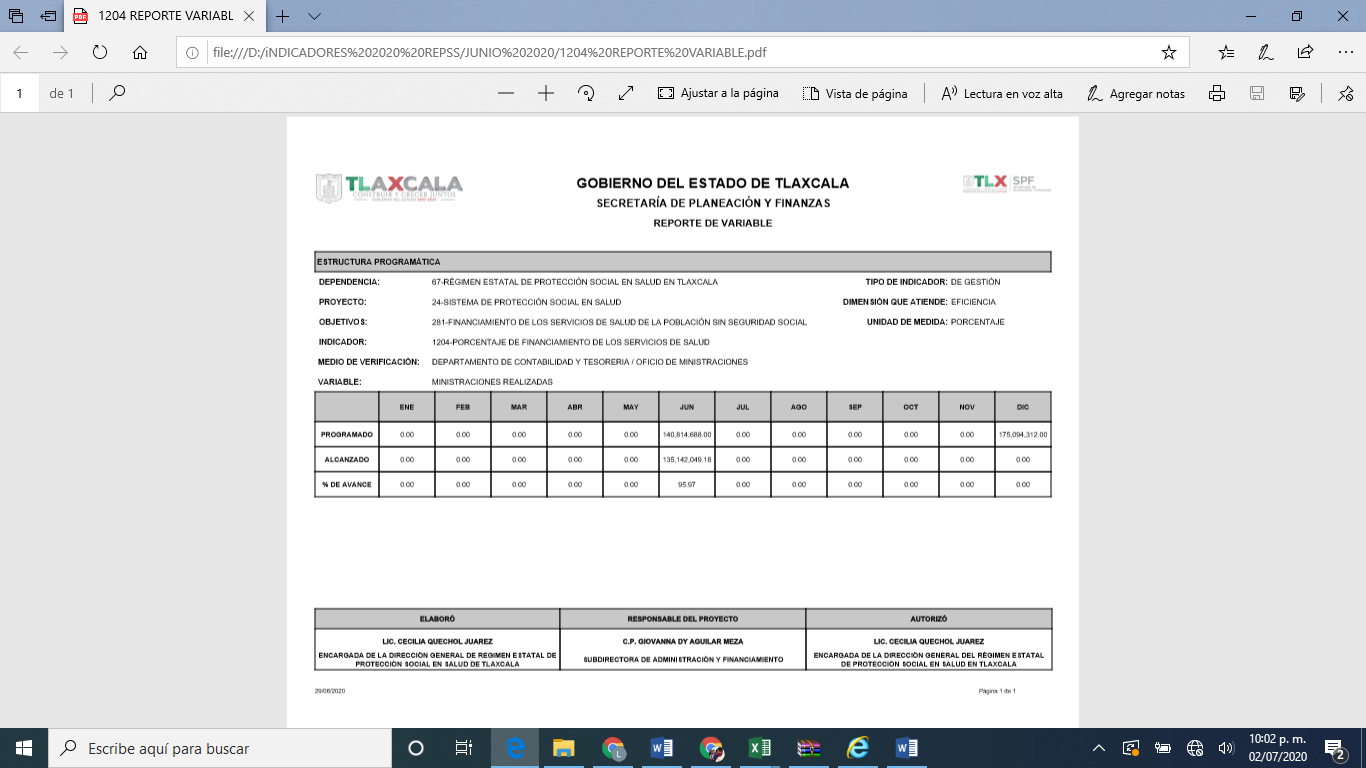 1204 REPORTE VARIABL
file:///D:/iNDICADORES%202020%20REPSS/JUNIO%202020/1204%20REPORTE%20VARIABLE.pdf
1 de 1 Ajustar a la página Vista de página Lectura en voz alta Agregar notas
TLAXCALA
CONSTRUIR Y CRECER JUNTOS
TLX SPF
GOBIERNO DEL ESTADO DE TLAXCALA
SECRETARÍA DE PLANEACIÓN Y FINANZAS
REPORTE DE VARIABLE
ESTRUCTURA PROGRAMÁTICA
DEPENDENCIA: 67-RÉGIMEN ESTATAL DE PROTECCIÓN SOCIAL EN SALUD EN TLAXCALA TIPO DE INDICADOR: DE GESTIÓN
PROYECTO: 24-SISTEMA DE PROTECCIÓN SOCIAL EN SALUD DIMENSIÓN QUE ATIENDE: EFICIENCIA
OBJETIVOS: 281-FINANCIAMIENTO DE LOS SERVICIOS DE SALUD DE LA POBLACIÓN SIN SEGURIDAD SOCIAL UNIDAD DE MEDIDA: PORCENTAJE
INDICADOR: 1204-PORCENTAJE DE FINANCIAMIENTO DE LOS SERVICIOS DE SALUD
MEDIO DE VERIFICACIÓN: DEPARTAMENTO DE CONTABILIDAD Y TESORERIA / OFICIO DE MINISTRACIONES
VARIABLE: MINISTRACIONES REALIZADAS
ENE FEB MAR ABR MAY JUN JUL AGO SEP OCT NOV DIC
PROGRAMADO 0.00 0.00 0.00 0.00 0.00 140,814,688.00 0.00 0.00 0.00 0.00 0.00 175,094,312.00
ALCANZADO 0.00 0.00 0.00 0.00 0.00 135,142,049.18 0.00 0.00 0.00 0.00 0.00 0.00
% DE AVANCE 0.00 0.00 0.00 0.00 0.00 95.97 0.00 0.00 0.00 0.00 0.00 0.00
ELABORÓ RESPONSABLE DEL PROYECTO AUTORIZÓ
LIC. CECILIA QUECHOL JUAREZ C.P. GIOVANNA DY AGUILAR MEZA LIC. CECILIA QUECHOL JUAREZ
ENCARGADA DE LA DIRECCIÓN GENERAL DE REGIMEN ESTATAL DE PROTECCIÓN SOCIAL EN SALUD DE TLAXCALA SUBDIRECTORA DE ADMINISTRACIÓN Y FINANCIAMIENTO ENCARGADA DE LA DIRECCIÓN GENERAL DEL RÉGIMEN ESTATAL DE PROTECCIÓN SOCIAL EN SALUD EN TLAXCALA
29/06/2020 Página 1 de 1
Escribe aquí para buscar
10:02 p. m.
02/07/2020
2